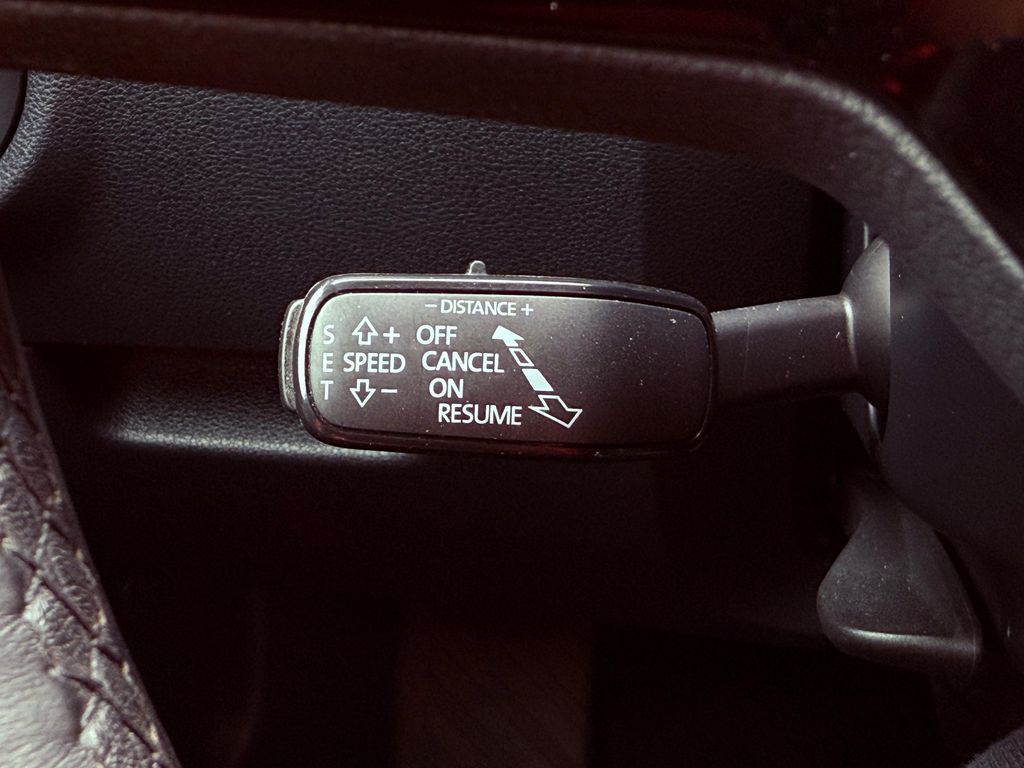 − DISTANCE +
S + OFF
E SPEED CANCEL
T − ON
RESUME